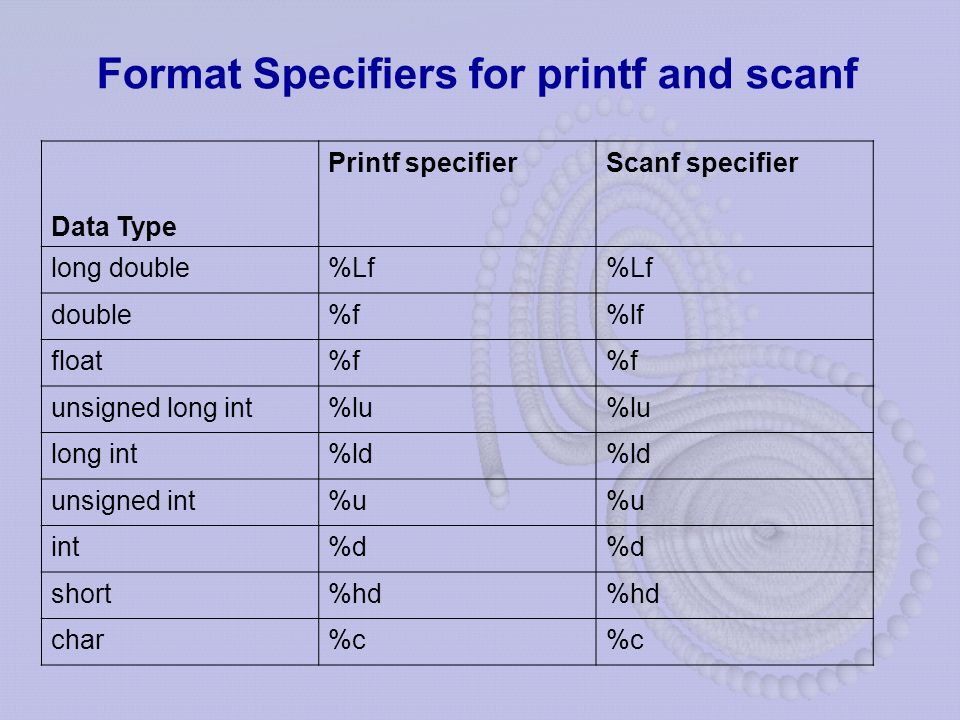 Format Specifiers for printf and scanf
Data Type Printf specifier Scanf specifier
long double %Lf %Lf
double %f %lf
float %f %f
unsigned long int %lu %lu
long int %ld %ld
unsigned int %u %u
int %d %d
short %hd %hd
char %c %c